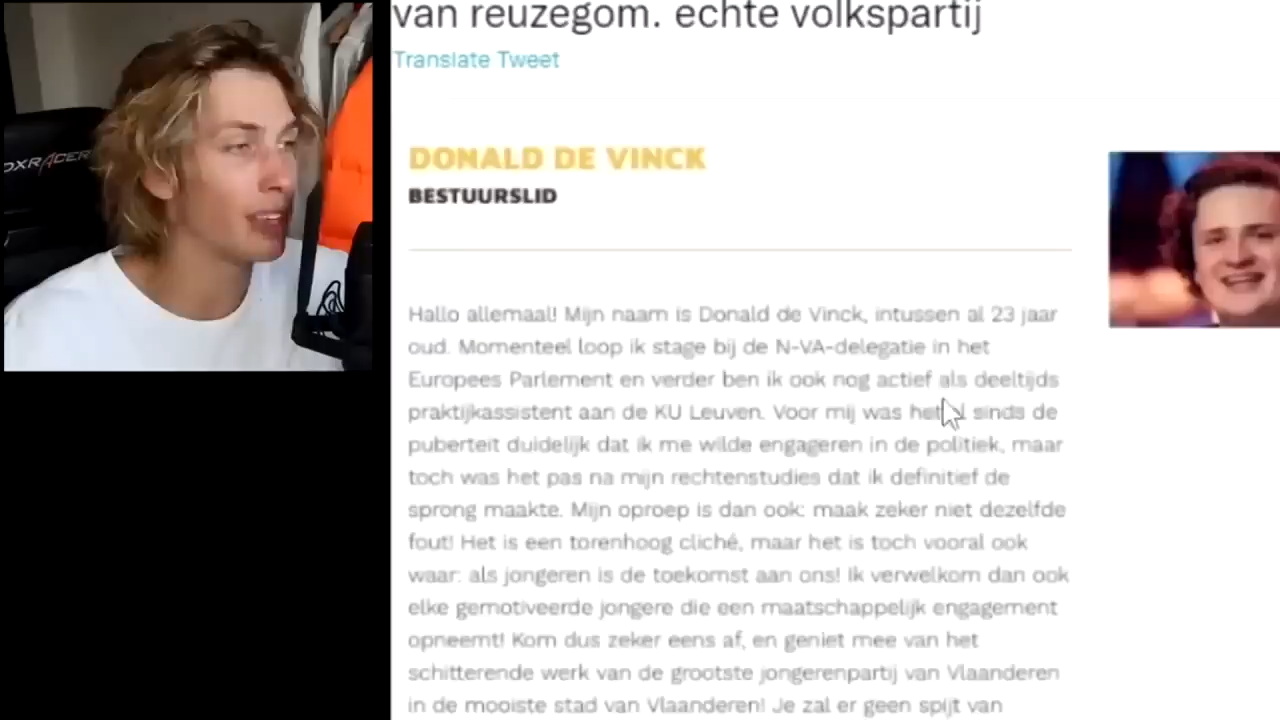 DXRACER
van reuzegom. echte volkspartij
Translate Tweet
DONALD DE VINCK
BESTUURSLID
Hallo allemaal! Mijn naam is Donald de Vinck, intussen al 23 jaar
oud. Momenteel loop ik stage bij de N-VA-delegatie in het
Europees Parlement en verder ben ik ook nog actief als deeltijds
praktijkassistent aan de KU Leuven. Voor mij was het sinds de
puberteit duidelijk dat ik me wilde engageren in de politiek, maar
toch was het pas na mijn rechtenstudies dat ik definitief de
sprong maakte. Mijn oproep is dan ook: maak zeker niet dezelfde
fout! Het is een torenhoog cliché, maar het is toch vooral ook
waar: als jongeren is de toekomst aan ons! Ik verwelkom dan ook
elke gemotiveerde jongere die een maatschappelijk engagement
opneemt! Kom dus zeker eens af, en geniet mee van het
schitterende werk van de grootste jongerenpartij van Vlaanderen
in de mooiste stad van Vlaanderen! Je zal er geen spijt van